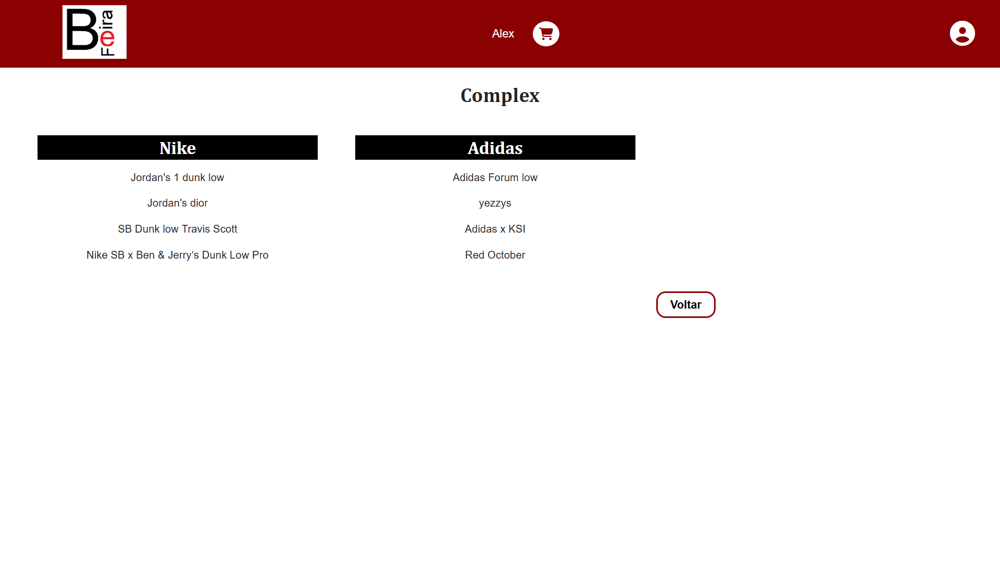 B
Feira
Alex
Complex
Nike
Jordan's 1 dunk low
Jordan's dior
SB Dunk low Travis Scott
Nike SB x Ben & Jerry’s Dunk Low Pro
Adidas
Adidas Forum low
yezzys
Adidas x KSI
Red October
Voltar